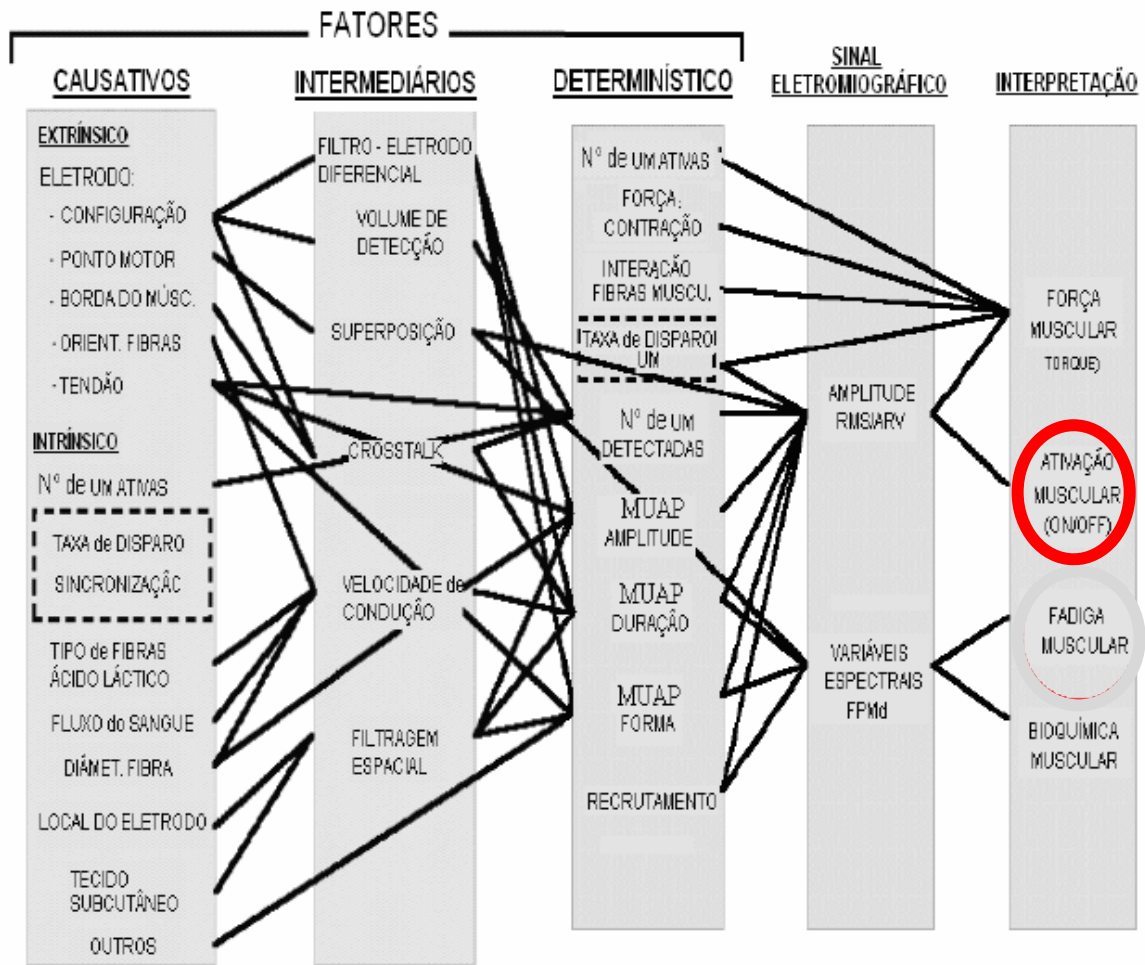 FATORES
CAUSATIVOS
EXTRÍNSICO
ELETRODO:
- CONFIGURAÇÃO
- PONTO MOTOR
- BORDA DO MÚSC.
- ORIENT. FIBRAS
- TENDÃO
INTRÍNSICO
Nº de UM ATIVAS
TAXA de DISPARO
SINCRONIZAÇÃC
TIPO de FIBRAS
ÁCIDO LÁCTICO
FLUXO do SANGUE
DIÂMET. FIBRA
LOCAL DO ELETRODO
TECIDO
SUBCUTÂNEO
OUTROS
INTERMEDIÁRIOS
FILTRO - ELETRODO
DIFERENCIAL
VOLUME DE
DETECÇÃO
SUPERPOSIÇÃO
CROSSTALK
VELOCIDADE de
CONDUÇÃO
FILTRAGEM
ESPACIAL
DETERMINÍSTICO
Nº de UM ATIVAS
FORÇA:
CONTRAÇÃO
INTERAÇÃO
FIBRAS MUSCU.
TAXA de DISPARO
UM
Nº de UM
DETECTADAS
MUAP
AMPLITUDE
MUAP
DURAÇÃO
MUAP
FORMA
RECRUTAMENTO
SINAL
ELETROMIOGRÁFICO
AMPLITUDE
RMS/ARV
VARIÁVEIS
ESPECTRAIS
FPMd
INTERPRETAÇÃO
FORÇA
MUSCULAR
TORQUE)
ATIVAÇÃO
MUSCULAR
(ON/OFF)
FADIGA
MUSCULAR
BIOQUÍMICA
MUSCULAR